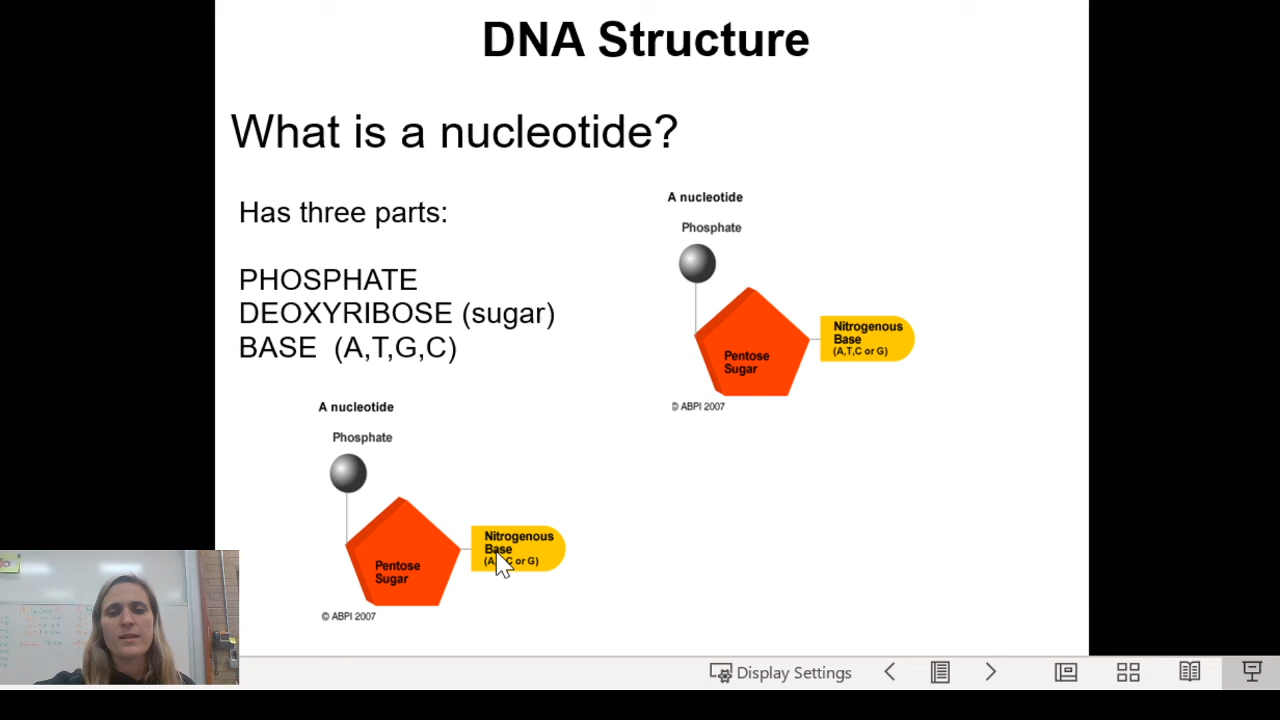 DNA Structure
What is a nucleotide?
Has three parts:
PHOSPHATE
DEOXYRIBOSE (sugar)
BASE (A,T,G,C)
A nucleotide
Phosphate
Nitrogenous
Base
(A,T,C or G)
Pentose
Sugar
© ABPI 2007
A nucleotide
Phosphate
Nitrogenous
Base
(A, C or G)
Pentose
Sugar
© ABPI 2007
Display Settings